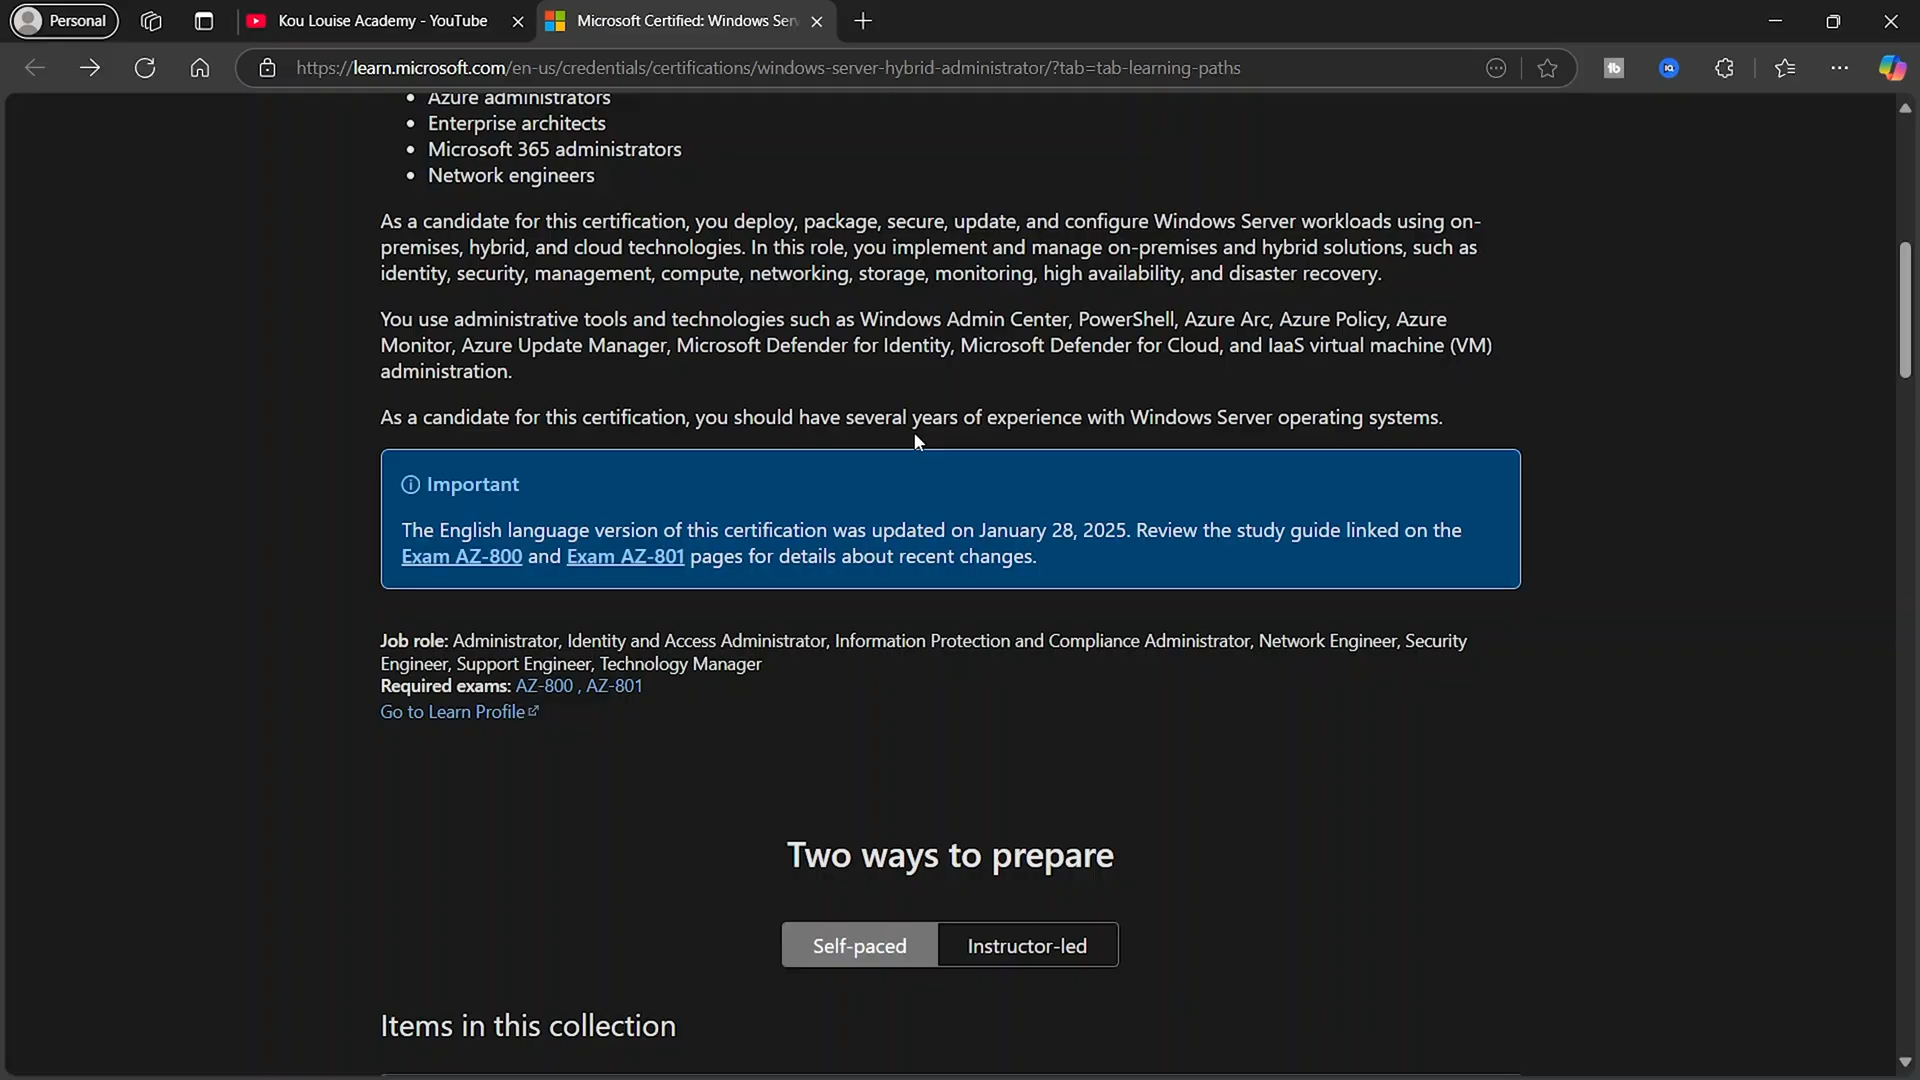 Personal
Kou Louise Academy - YouTube
Microsoft Certified: Windows Ser
https://learn.microsoft.com/en-us/credentials/certifications/windows-server-hybrid-administrator/?tab=tab-learning-paths
• Azure administrators
• Enterprise architects
• Microsoft 365 administrators
• Network engineers
As a candidate for this certification, you deploy, package, secure, update, and configure Windows Server workloads using on-
premises, hybrid, and cloud technologies. In this role, you implement and manage on-premises and hybrid solutions, such as
identity, security, management, compute, networking, storage, monitoring, high availability, and disaster recovery.
You use administrative tools and technologies such as Windows Admin Center, PowerShell, Azure Arc, Azure Policy, Azure
Monitor, Azure Update Manager, Microsoft Defender for Identity, Microsoft Defender for Cloud, and IaaS virtual machine (VM)
administration.
As a candidate for this certification, you should have several years of experience with Windows Server operating systems.
Important
The English language version of this certification was updated on January 28, 2025. Review the study guide linked on the
Exam AZ-800 and Exam AZ-801 pages for details about recent changes.
Job role: Administrator, Identity and Access Administrator, Information Protection and Compliance Administrator, Network Engineer, Security
Engineer, Support Engineer, Technology Manager
Required exams: AZ-800 , AZ-801
Go to Learn Profile
Two ways to prepare
Self-paced
Instructor-led
Items in this collection